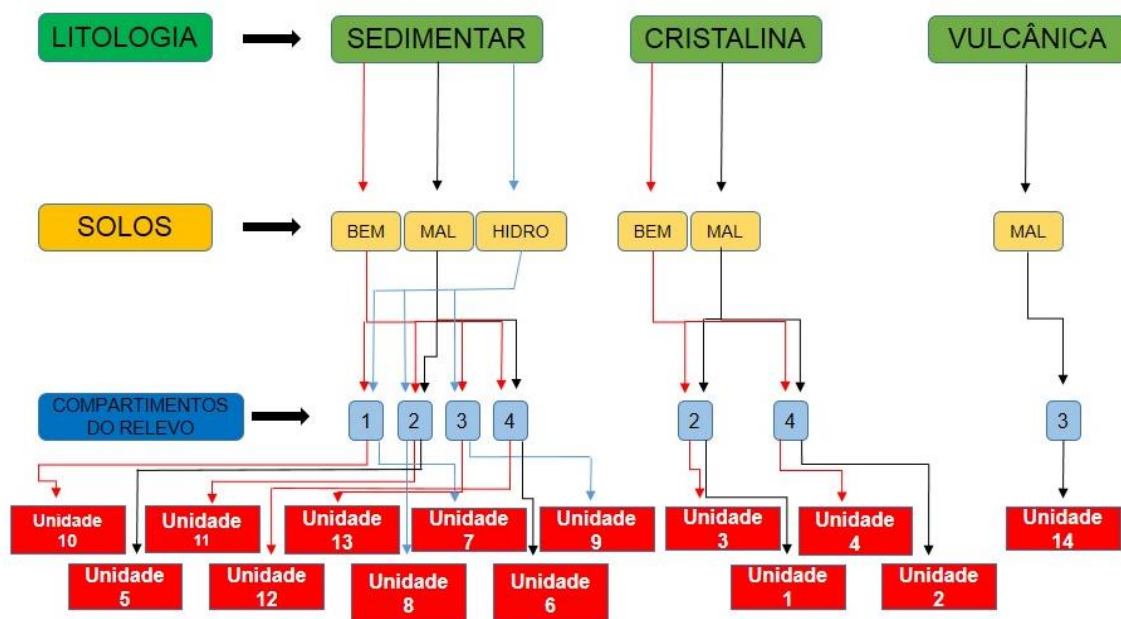 LITOLOGIA
SEDIMENTAR
CRISTALINA
VULCÂNICA
SOLOS
BEM
MAL
HIDRO
BEM
MAL
MAL
COMPARTIMENTOS
DO RELEVO
1
2
3
4
2
4
3
Unidade
10
Unidade
11
Unidade
13
Unidade
7
Unidade
9
Unidade
3
Unidade
4
Unidade
14
Unidade
5
Unidade
12
Unidade
8
Unidade
6
Unidade
1
Unidade
2